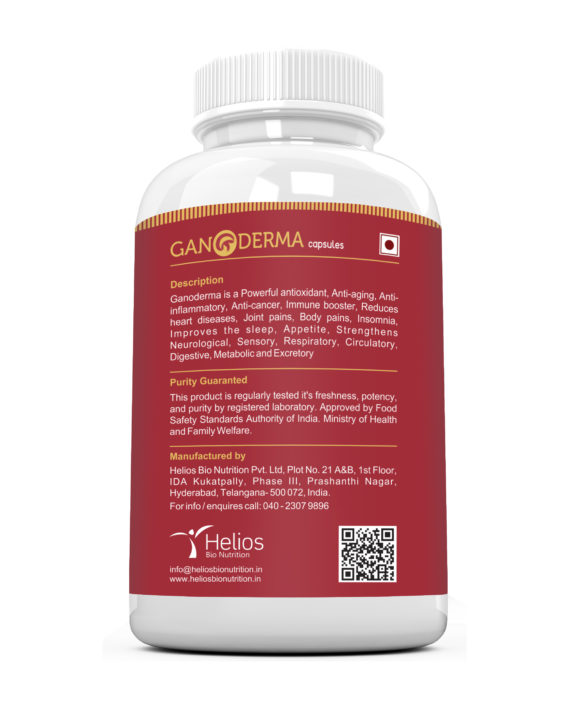 GANODERMA capsules
Description
Ganoderma is a Powerful antioxidant, Anti-aging, Anti-
inflammatory, Anti-cancer, Immune booster, Reduces
heart diseases, Joint pains, Body pains, Insomnia,
Improves the sleep, Appetite, Strengthens
Neurological, Sensory, Respiratory, Circulatory,
Digestive, Metabolic and Excretory
Purity Guaranted
This product is regularly tested it's freshness, potency,
and purity by registered laboratory. Approved by Food
Safety Standards Authority of India. Ministry of Health
and Family Welfare.
Manufactured by
Helios Bio Nutrition Pvt. Ltd, Plot No. 21 A&B, 1st Floor,
IDA Kukatpally, Phase III, Prashanthi Nagar,
Hyderabad, Telangana- 500 072, India.
For info / enquires call: 040 - 2307 9896
Helios
Bio Nutrition
info@heliosbionutrition.in
www.heliosbionutrition.in